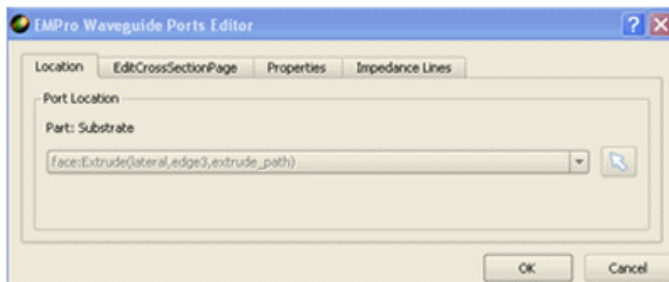 EMPro Waveguide Ports Editor
Location EditCrossSectionPage Properties Impedance Lines
Port Location
Part: Substrate
face:Extrude(lateral,edge3,extrude_path)
OK Cancel